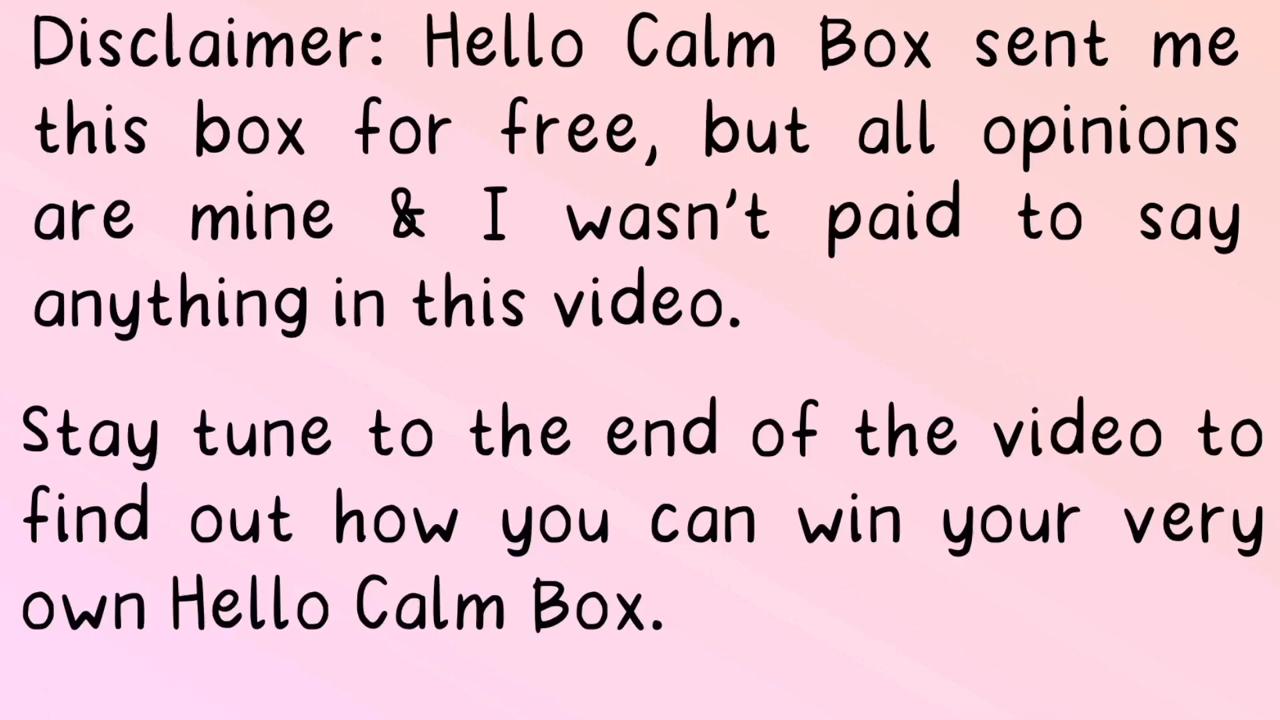 Disclaimer: Hello Calm Box sent me
this box for free, but all opinions
are mine & I wasn't paid to say
anything in this video.
Stay tune to the end of the video to
find out how you can win your very
own Hello Calm Box.